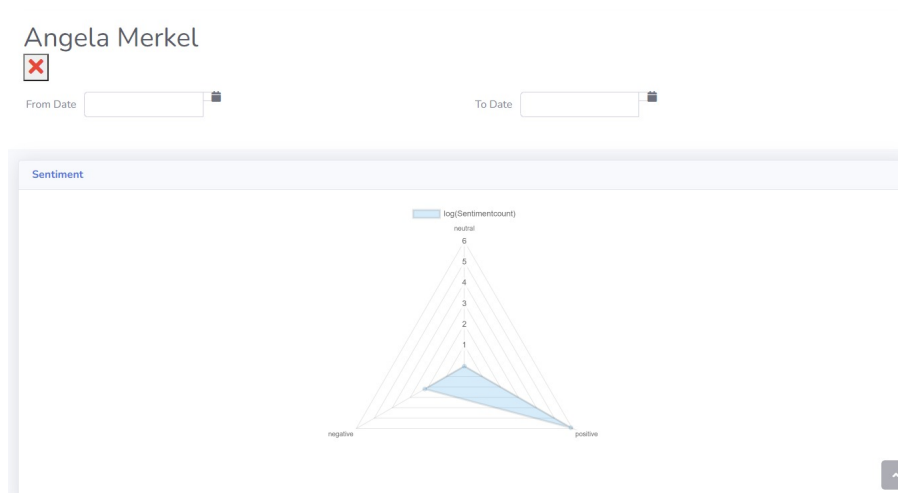 Angela Merkel
From Date
To Date
Sentiment
log(Sentimentcount)
neutral
6
5
4
3
2
1
negative
positive